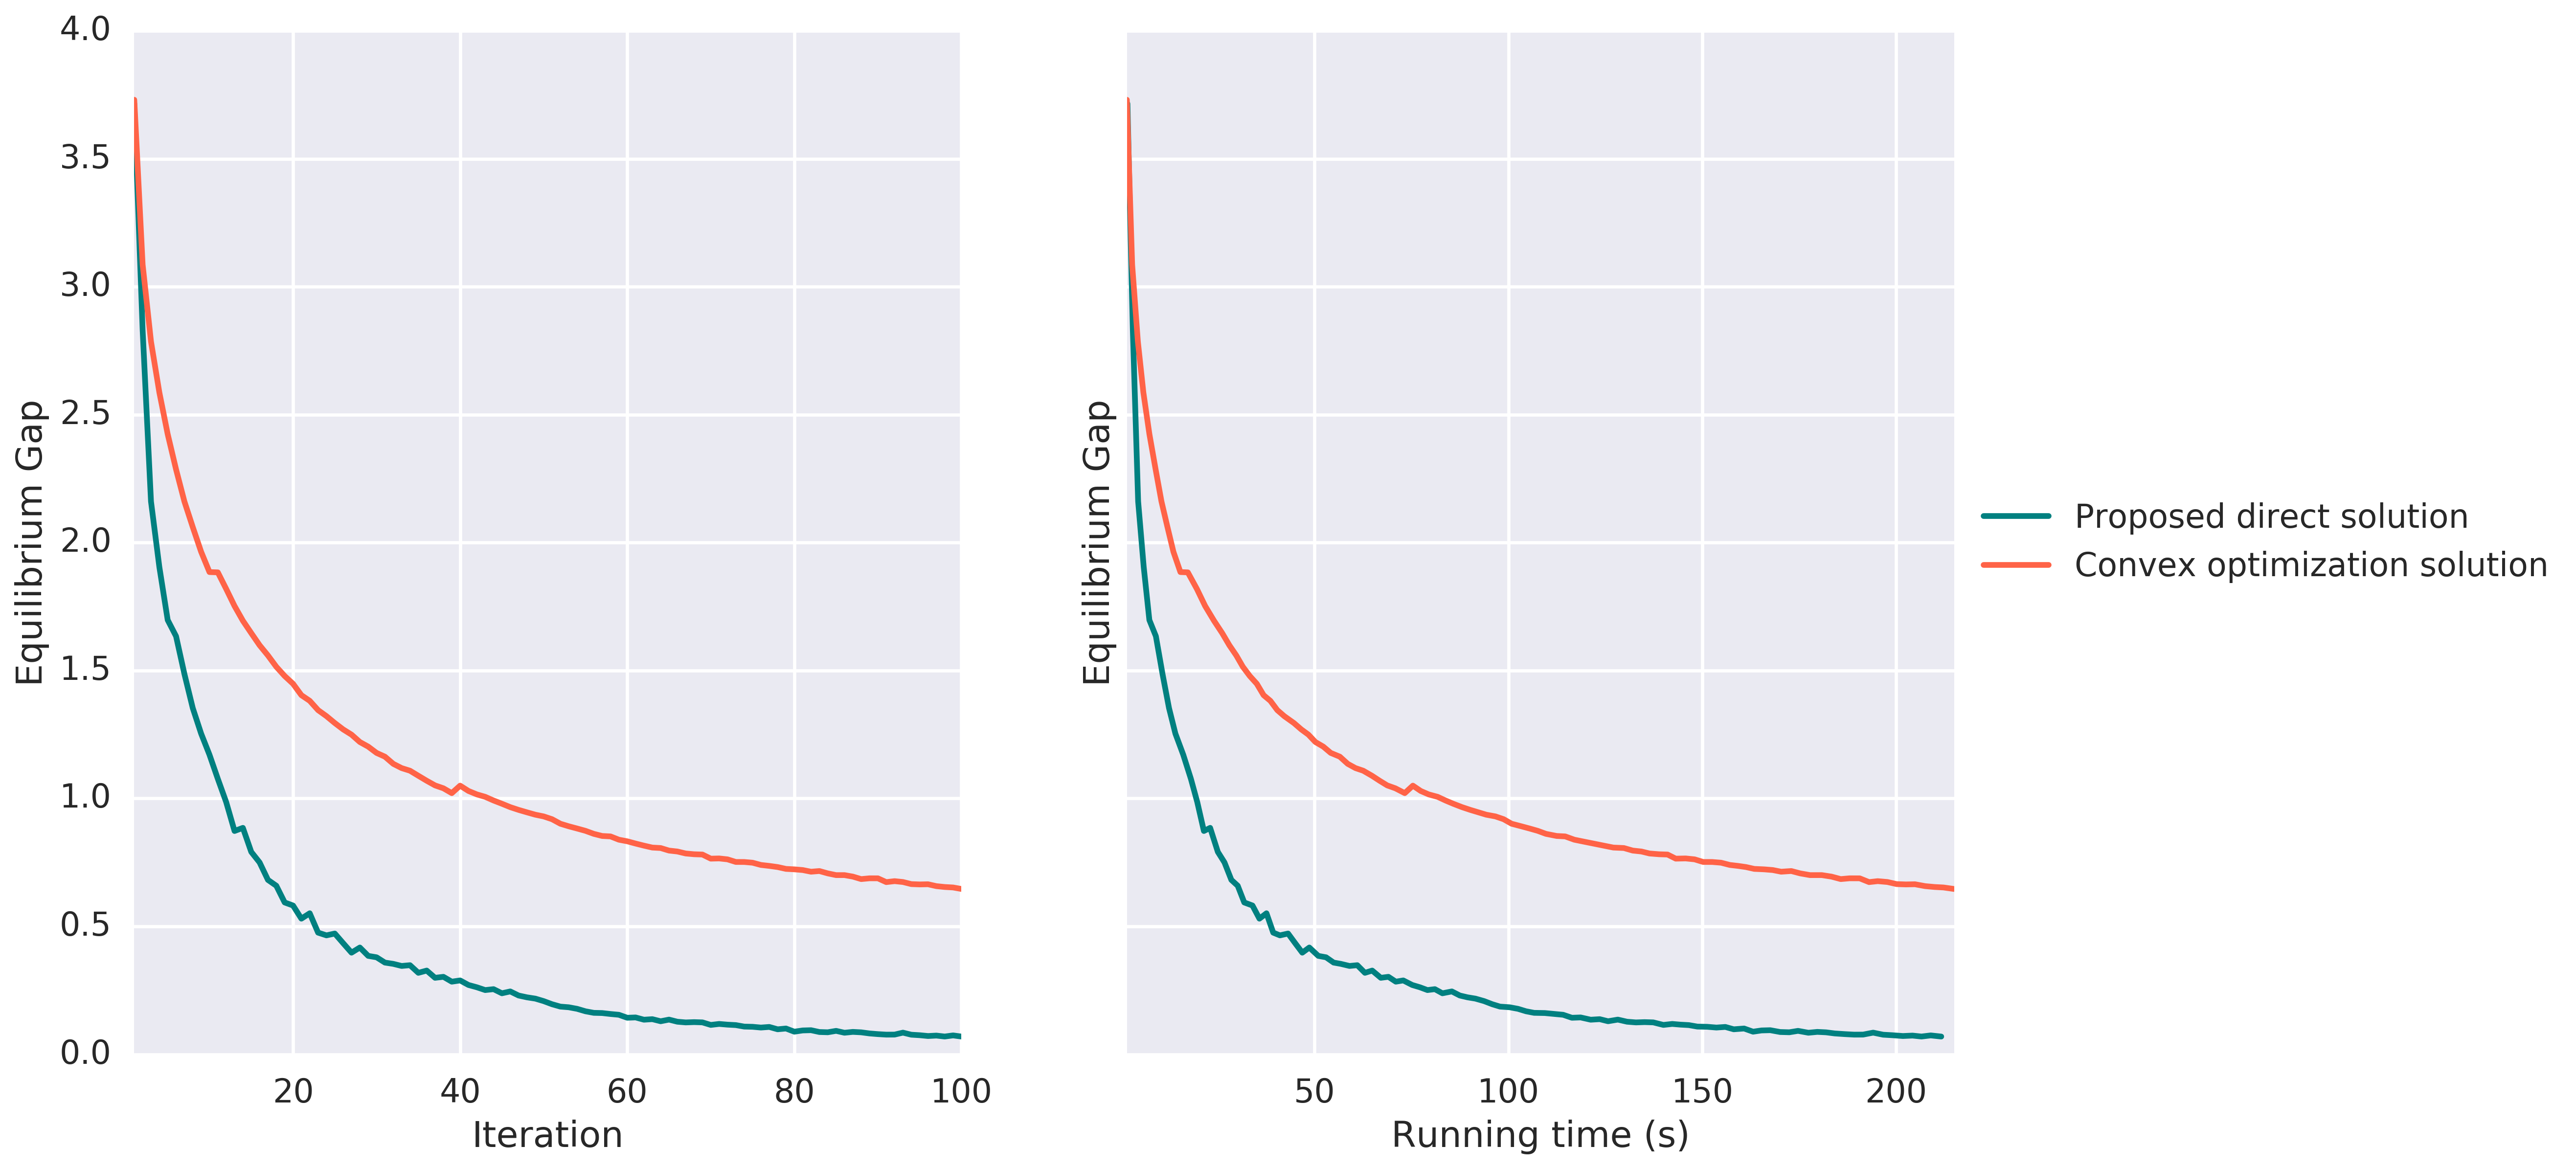 4.0
3.5
3.0
2.5
2.0
1.5
1.0
0.5
0.0
Equilibrium Gap
20 40 60 80 100
Iteration
Equilibrium Gap
50 100 150 200
Running time (s)
Proposed direct solution
Convex optimization solution